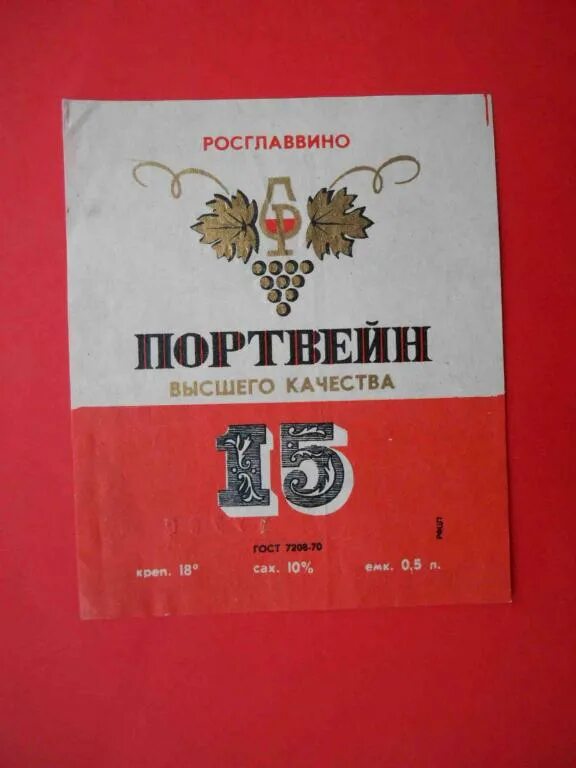 РОСГЛАВВИНО
ПОРТВЕЙН
ВЫСШЕГО КАЧЕСТВА
15
ГОСТ 7208-70
креп. 18° сах. 10% емк. 0,5 л.